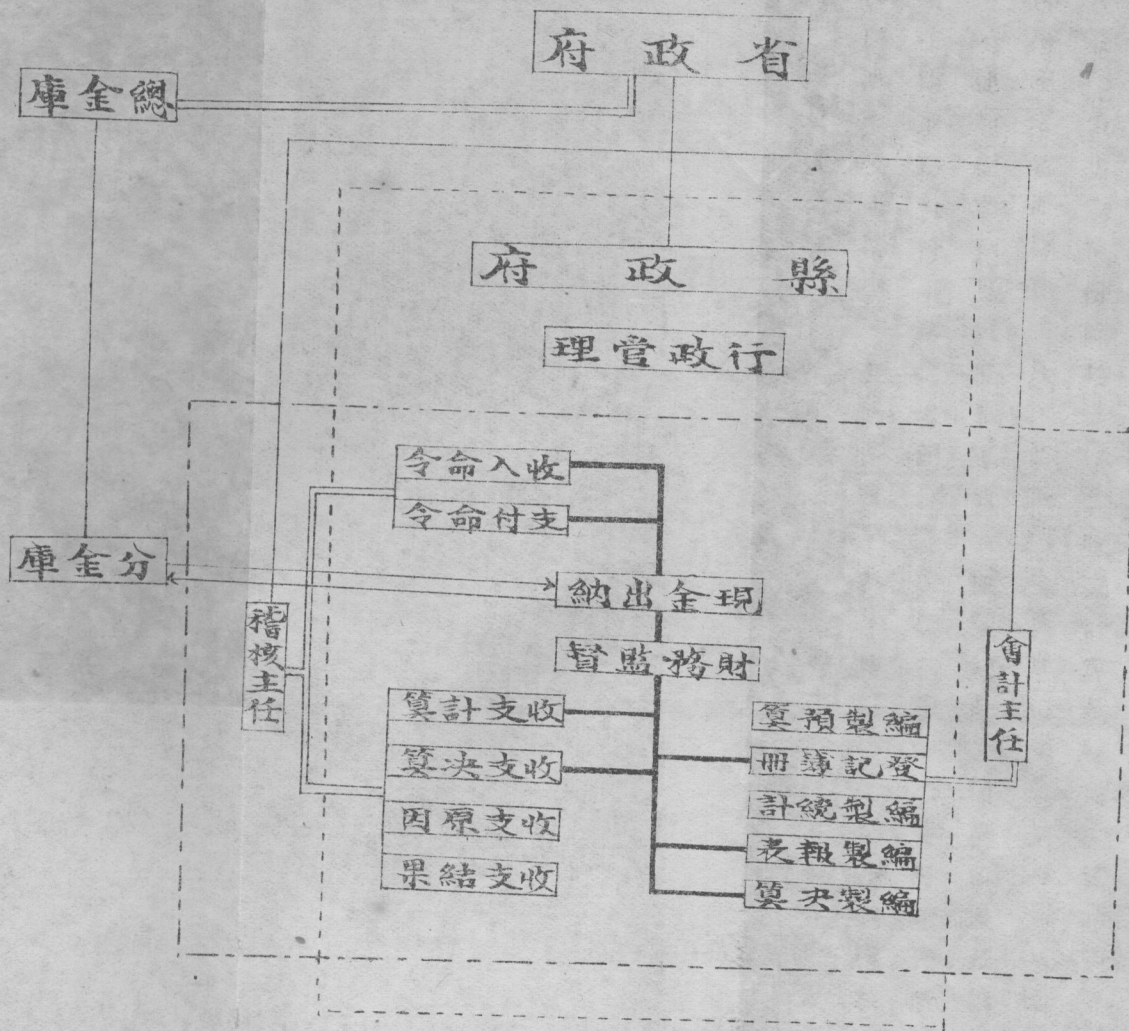 省政府
總金庫
縣政府
行政管理
收入命令
支付命令
分金庫
現金出納
稽核主任
財務監督
會計主任
收支計算
收支決算
收支原因
收支結果
編製預算
登記簿冊
編製統計
編製報表
編製決算